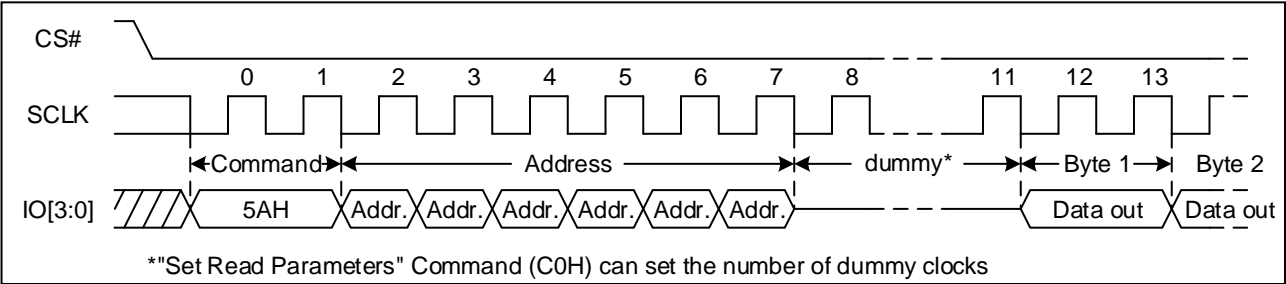 CS#
0 1 2 3 4 5 6 7 8 11 12 13
SCLK
Command Address dummy* Byte 1 Byte 2
IO[3:0] 5AH Addr. Addr. Addr. Addr. Addr. Addr. Data out Data out
*"Set Read Parameters" Command (C0H) can set the number of dummy clocks